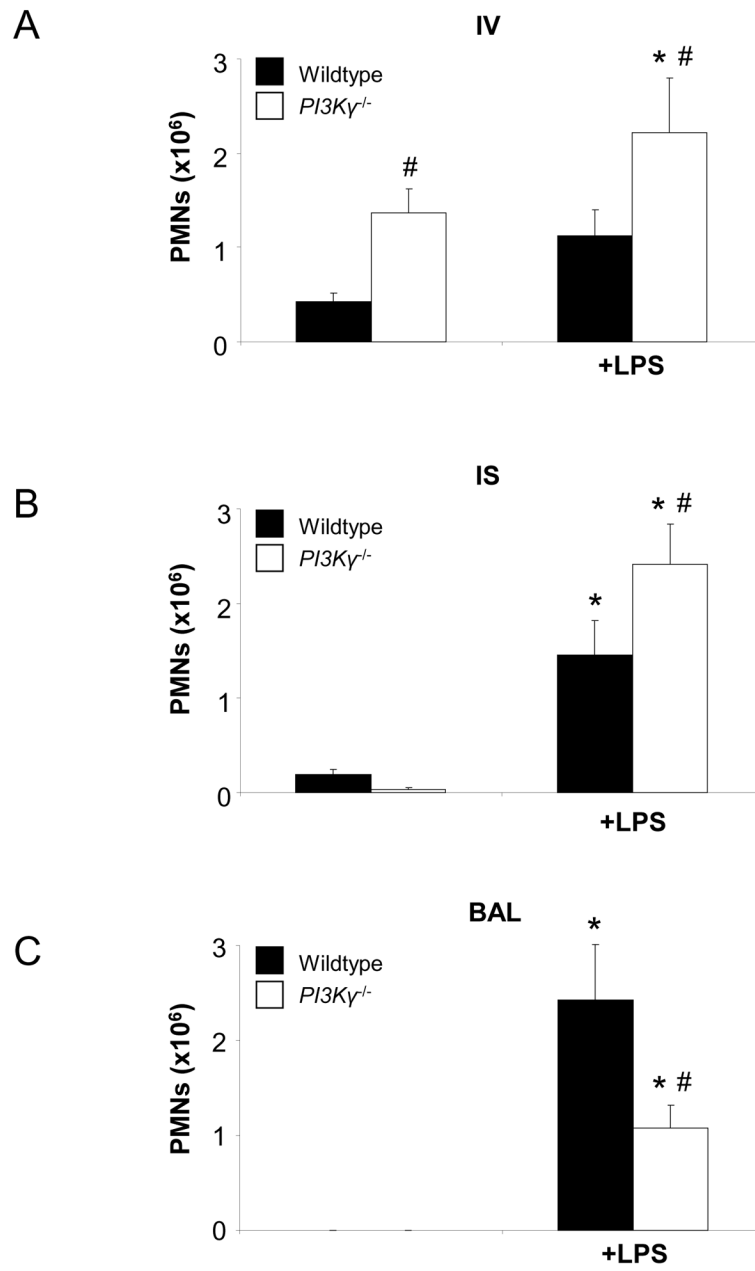 A
IV
PMNs (x10⁶)
3
2
1
0
Wildtype
PI3Kγ⁻/⁻
#
* #
+LPS
B
IS
PMNs (x10⁶)
3
2
1
0
Wildtype
PI3Kγ⁻/⁻
*
* #
+LPS
C
BAL
PMNs (x10⁶)
3
2
1
0
Wildtype
PI3Kγ⁻/⁻
*
* #
+LPS